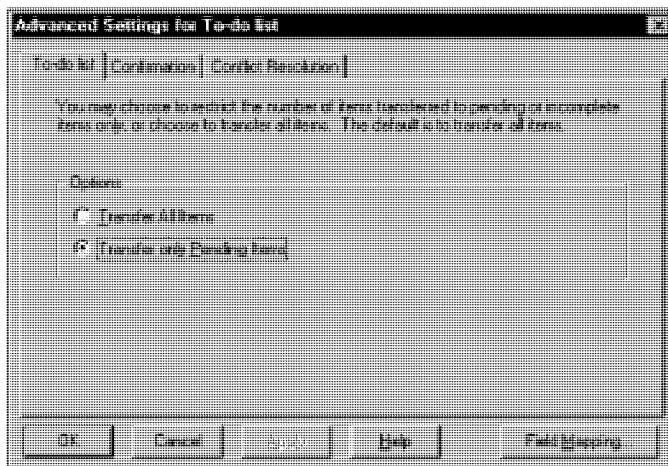 Advanced Settings for To-do list
To-do list Confirmation Conflict Resolution
You may choose to restrict the number of items transferred to pending or incomplete
items only, or choose to transfer all items. The default is to transfer all items.
Options
Transfer All Items
Transfer only Pending Items
OK Cancel Apply Help Field Mapping...